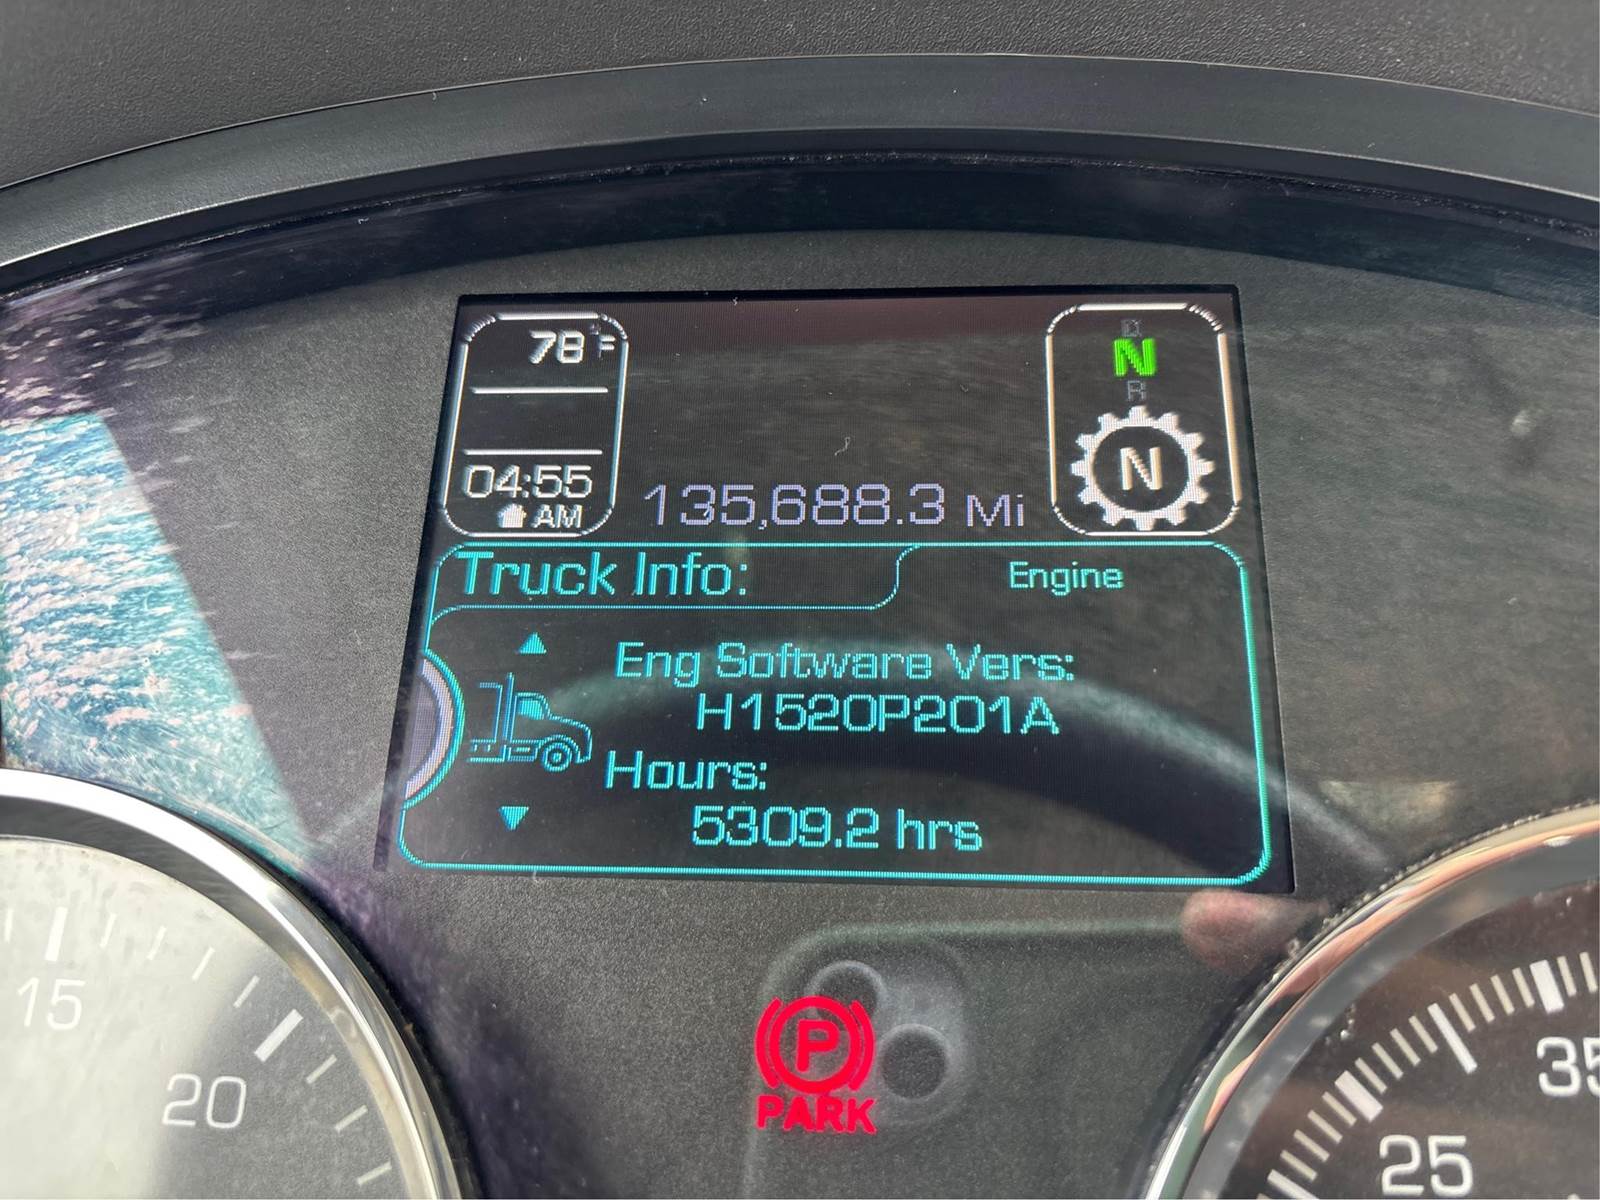 78°F
04:55
AM
135,688.3 Mi
D
N
R
N
Truck Info:
Engine
Eng Software Vers:
H1520P201A
Hours:
5309.2 hrs
P
PARK
15
20
25
35